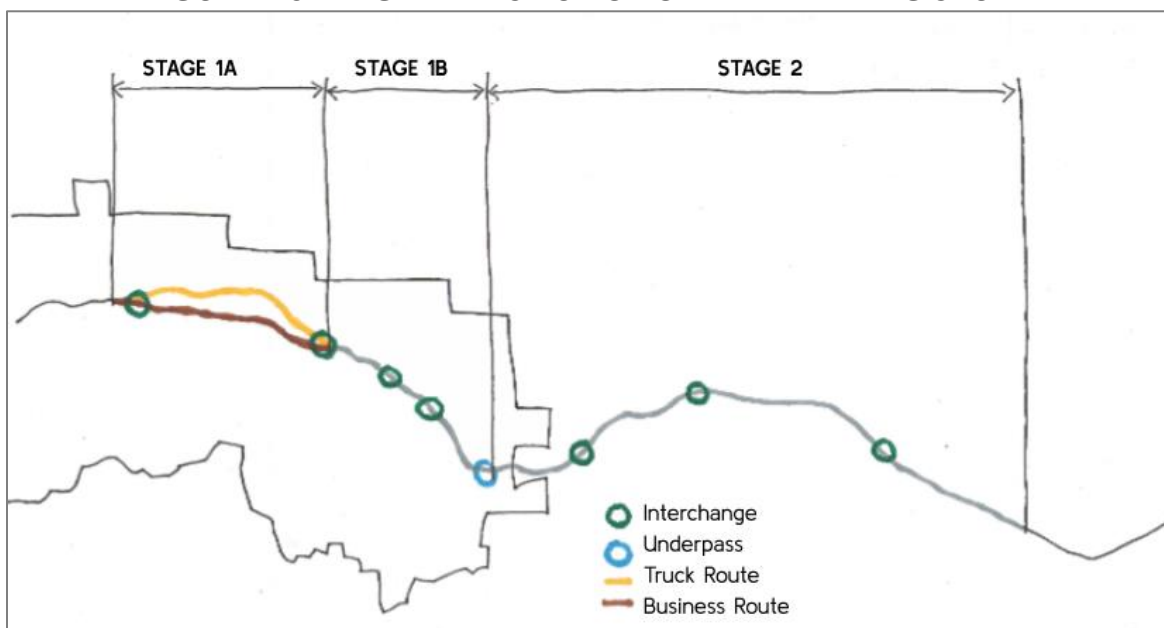 STAGE 1A
STAGE 1B
STAGE 2
Interchange
Underpass
Truck Route
Business Route